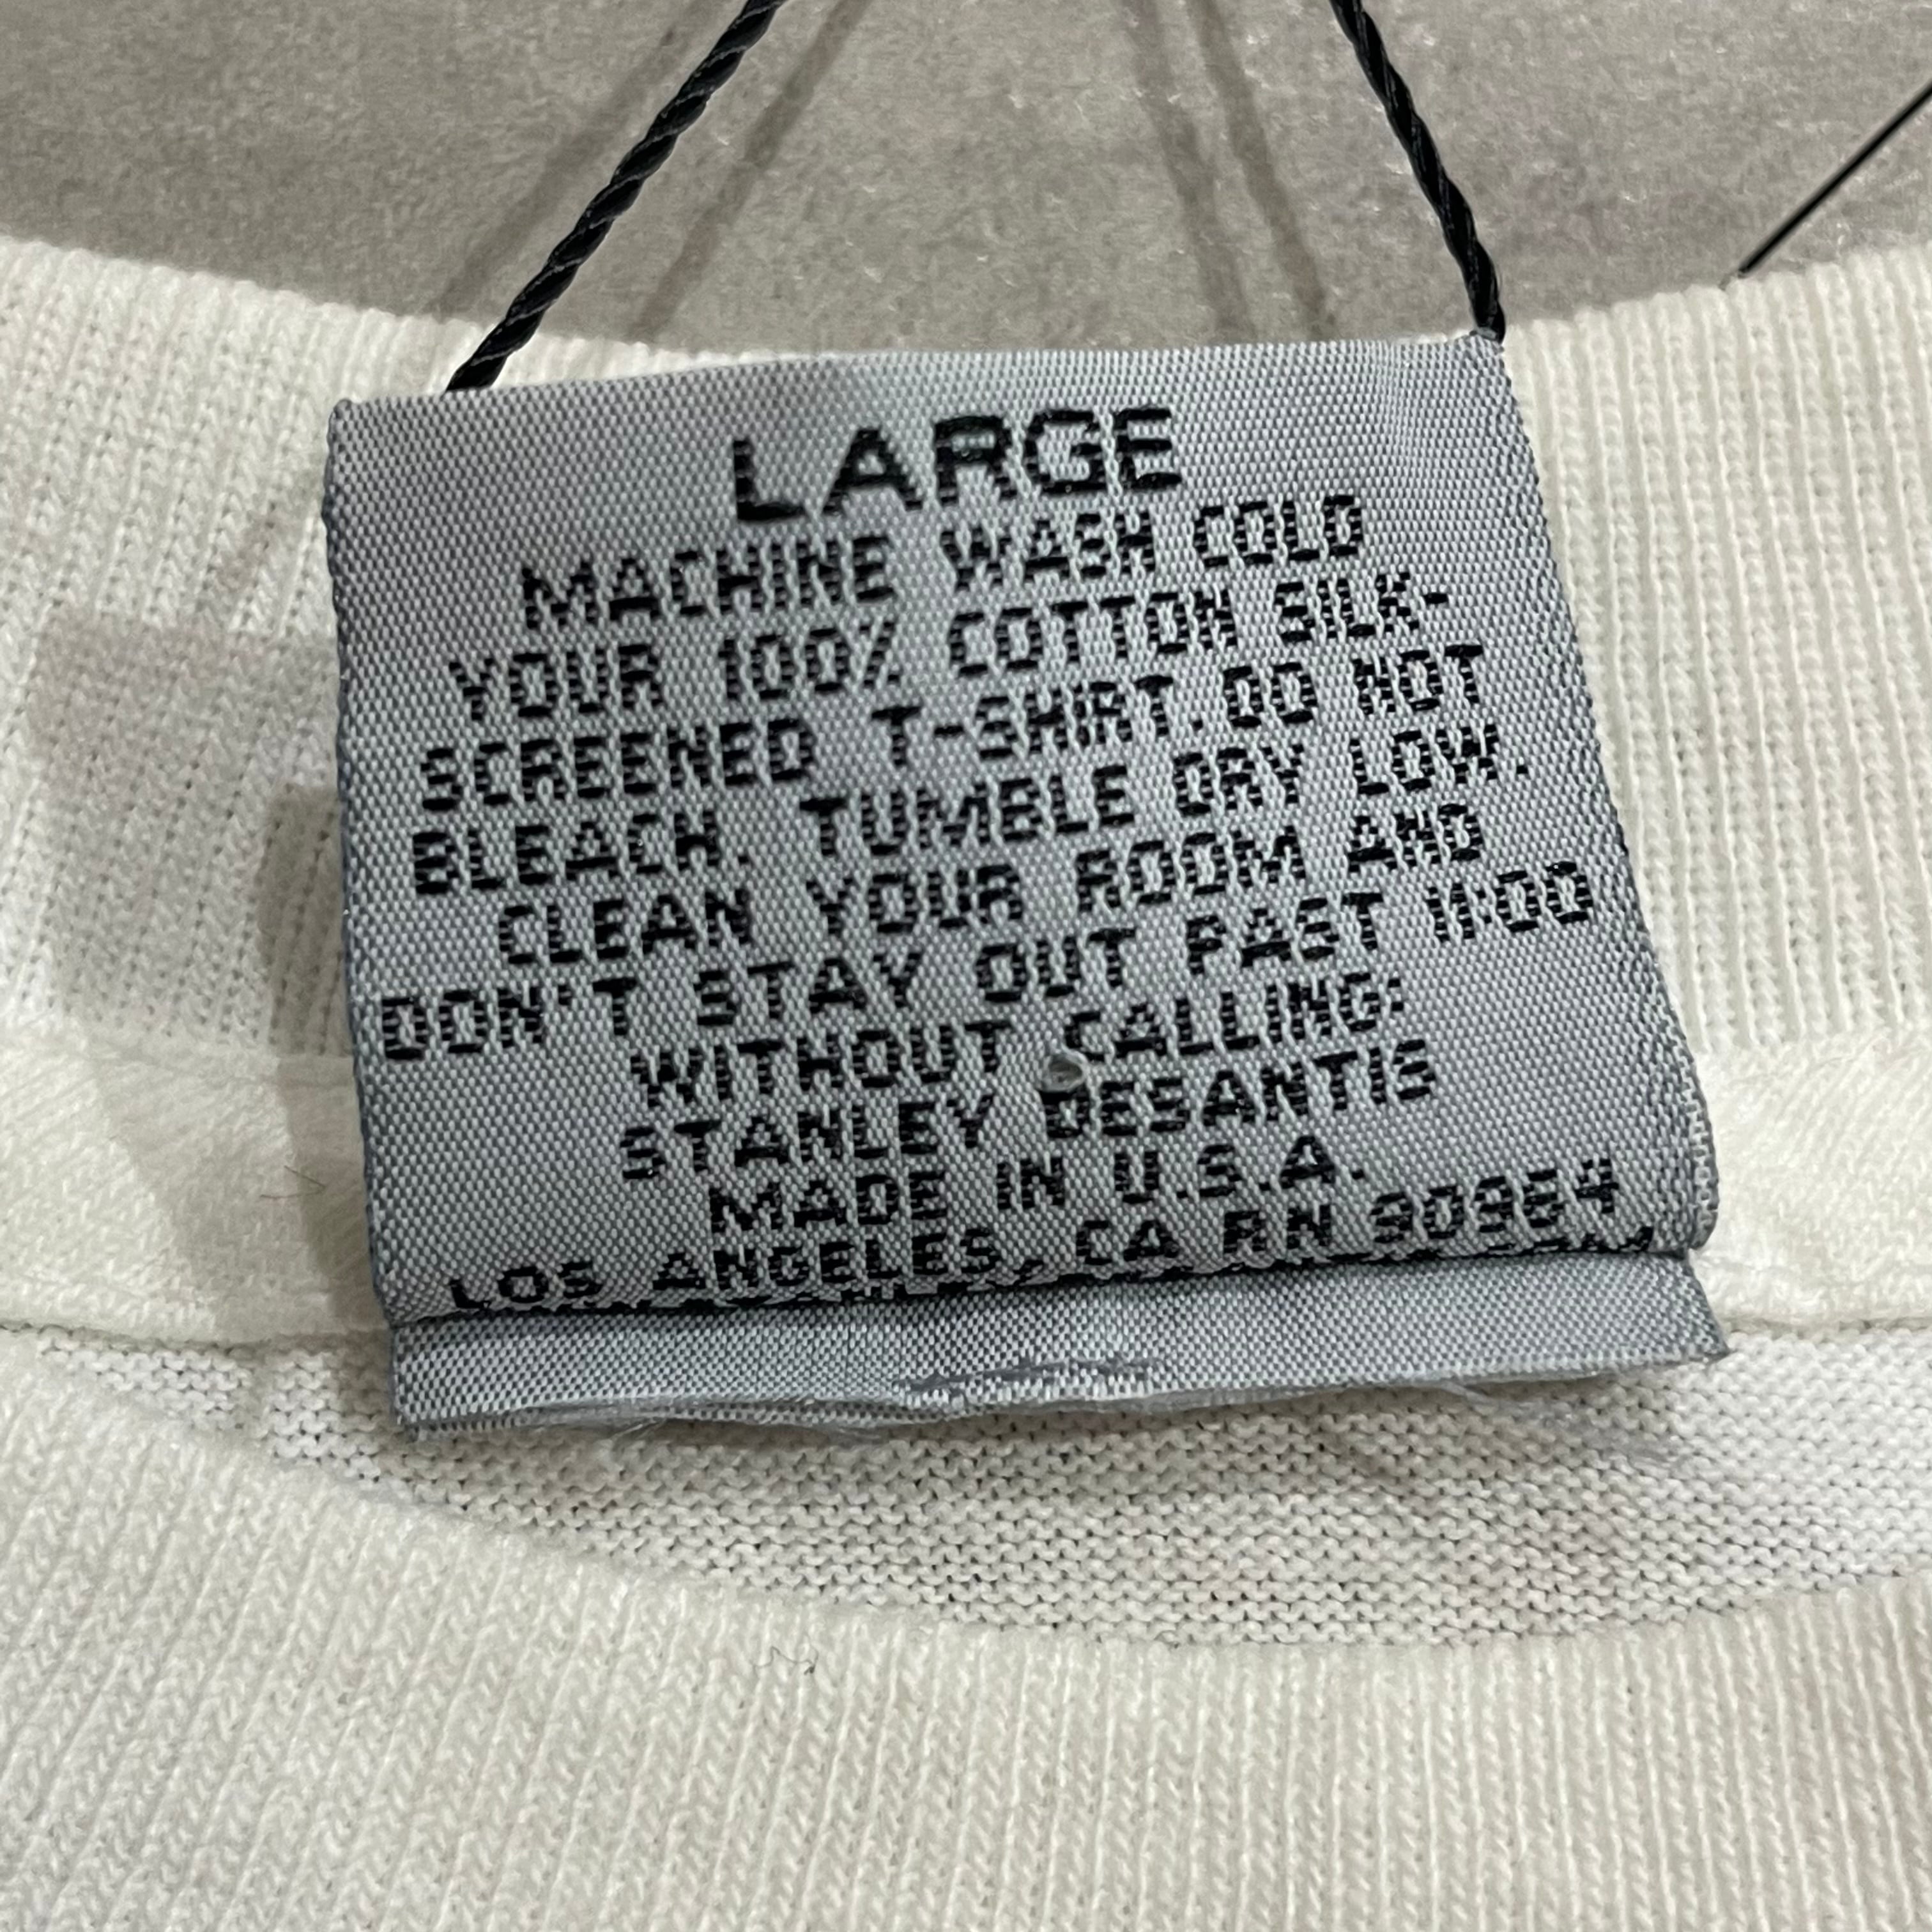 LARGE
MACHINE WASH COLD
YOUR 100% COTTON SILK-
SCREENED T-SHIRT. DO NOT
BLEACH. TUMBLE DRY LOW.
CLEAN YOUR ROOM AND
DON'T STAY OUT PAST 11:00
WITHOUT CALLING:
STANLEY DESANTIS
MADE IN U.S.A.
LOS ANGELES, CA RN 90964